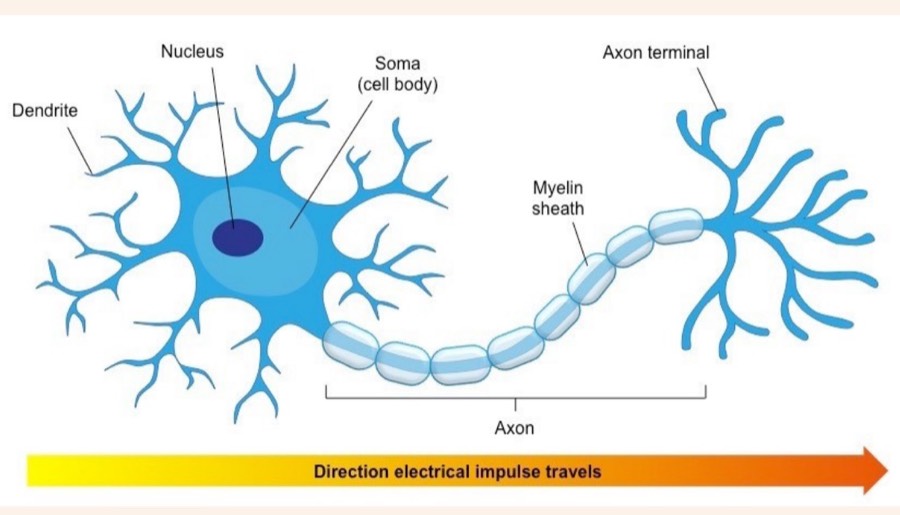 Nucleus
Axon terminal
Soma
(cell body)
Dendrite
Myelin
sheath
Axon
Direction electrical impulse travels